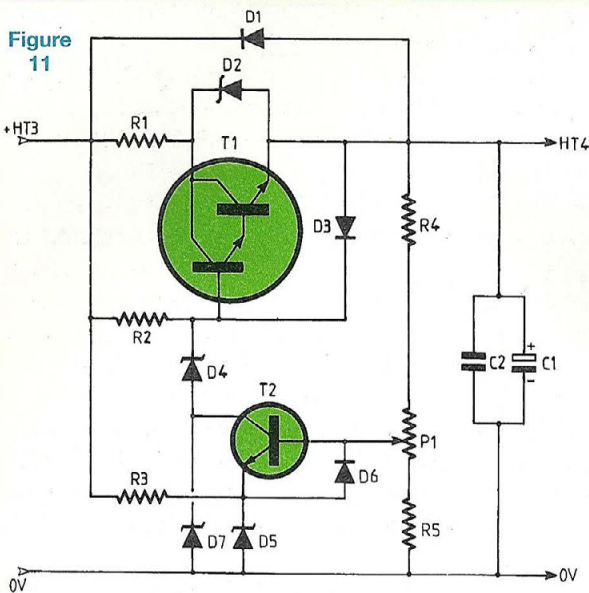 Figure
11
D1
D2
+HT3
R1
T1
HT4
D3
R4
R2
D4
T2
C2
+
C1
-
P1
D6
R3
D7
D5
R5
0V
0V